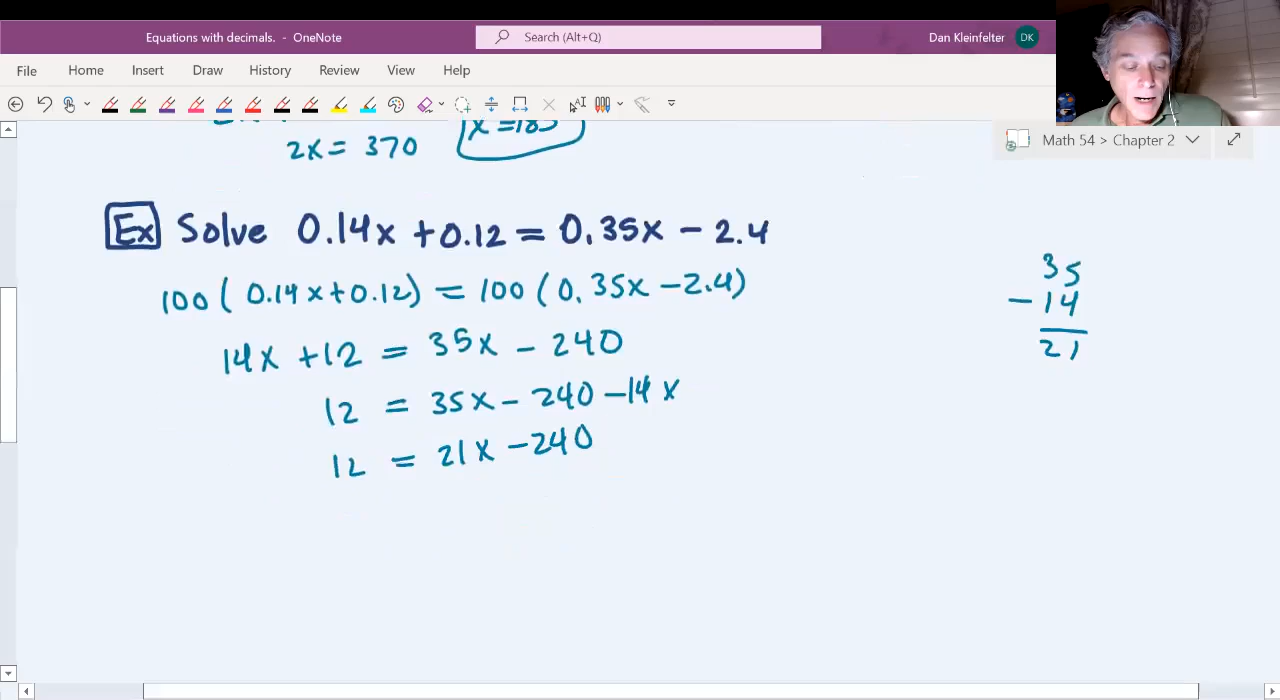 Equations with decimals. - OneNote
Search (Alt+Q)
Dan Kleinfelter DK
File Home Insert Draw History Review View Help
Math 54 > Chapter 2
2x = 370
x = 185
Ex Solve 0.14x + 0.12 = 0.35x - 2.4
100 ( 0.14x + 0.12 ) = 100 ( 0.35x - 2.4 )
14x + 12 = 35x - 240
12 = 35x - 240 - 14x
12 = 21x - 240
35
- 14
21